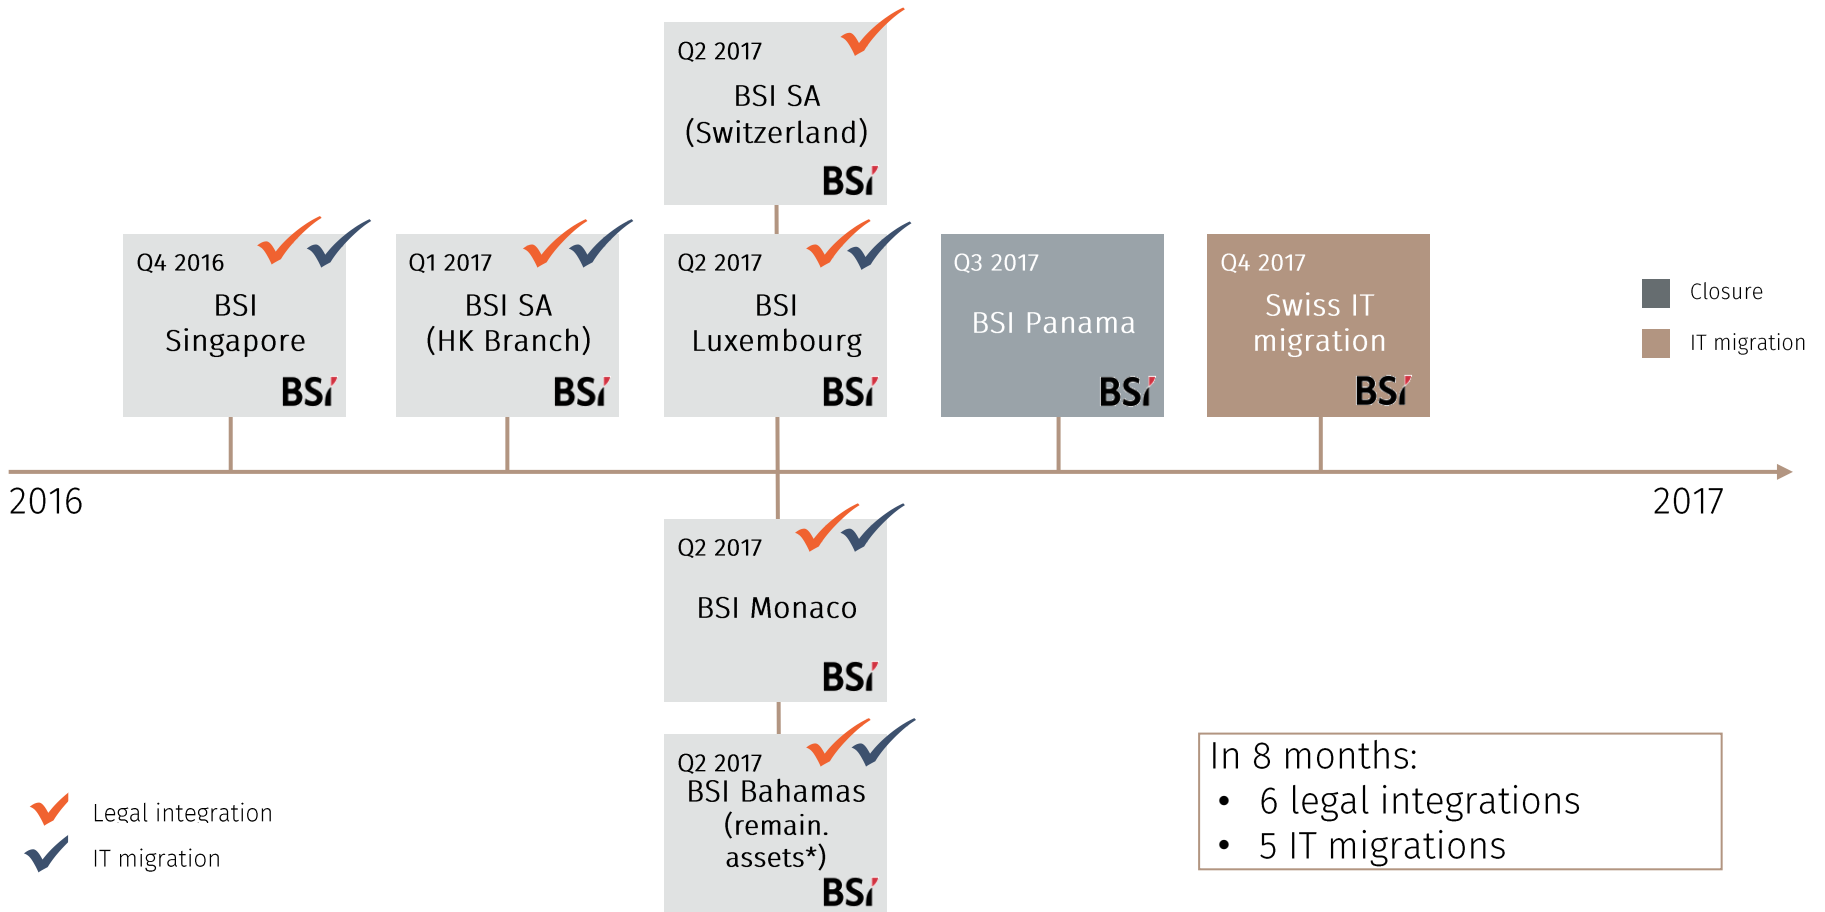 Q2 2017
BSI SA
(Switzerland)
BSI
Q4 2016
BSI
Singapore
BSI
Q1 2017
BSI SA
(HK Branch)
BSI
Q2 2017
BSI
Luxembourg
BSI
Q3 2017
BSI Panama
BSI
Q4 2017
Swiss IT
migration
BSI
Closure
IT migration
2016
2017
Q2 2017
BSI Monaco
BSI
Q2 2017
BSI Bahamas
(remain.
assets*)
BSI
Legal integration
IT migration
In 8 months:
• 6 legal integrations
• 5 IT migrations